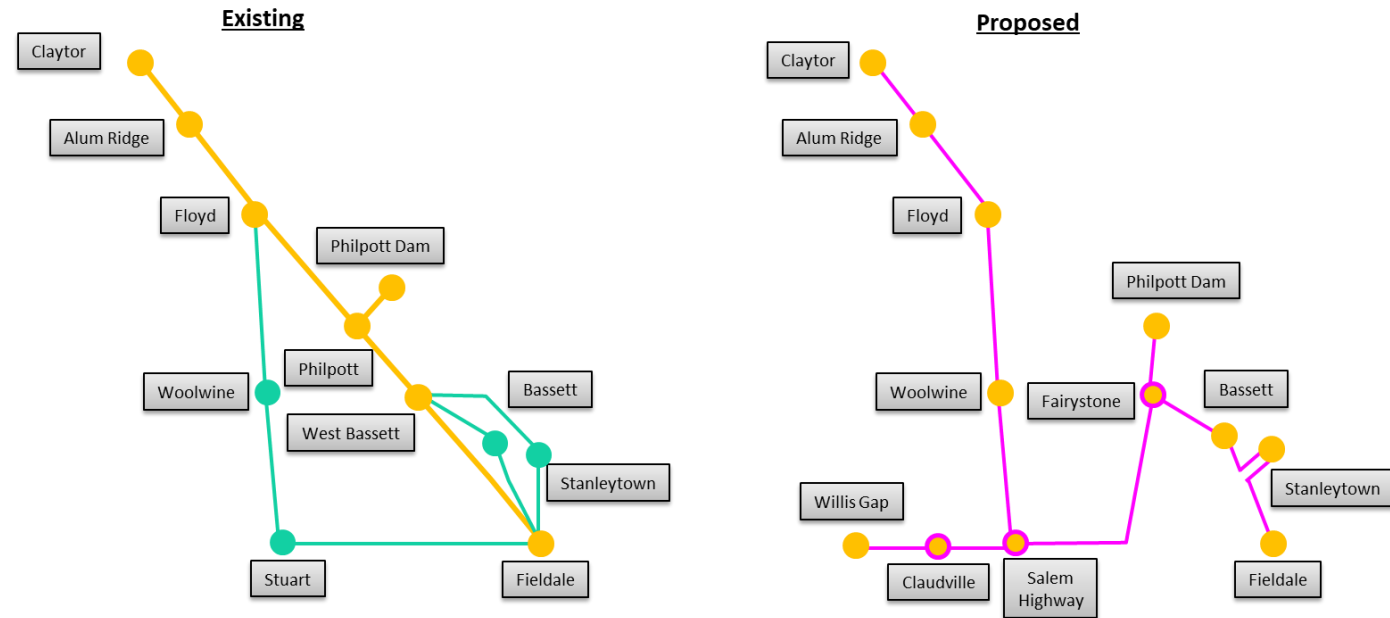 Existing
Claytor
Alum Ridge
Floyd
Philpott Dam
Philpott
Woolwine
Bassett
West Bassett
Stanleytown
Stuart
Fieldale
Proposed
Claytor
Alum Ridge
Floyd
Philpott Dam
Woolwine
Fairystone
Bassett
Willis Gap
Stanleytown
Claudville
Salem
Highway
Fieldale